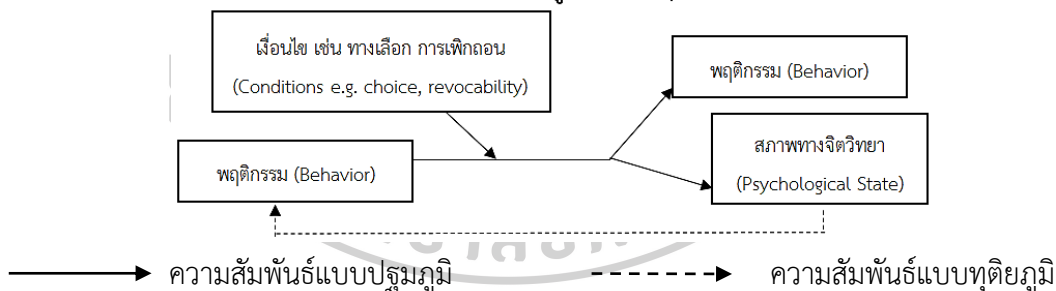 เงื่อนไข เช่น ทางเลือก การเพิกถอน
(Conditions e.g. choice, revocability)
พฤติกรรม (Behavior)
พฤติกรรม (Behavior)
สภาพทางจิตวิทยา
(Psychological State)
ความสัมพันธ์แบบปฐมภูมิ
ความสัมพันธ์แบบทุติยภูมิ